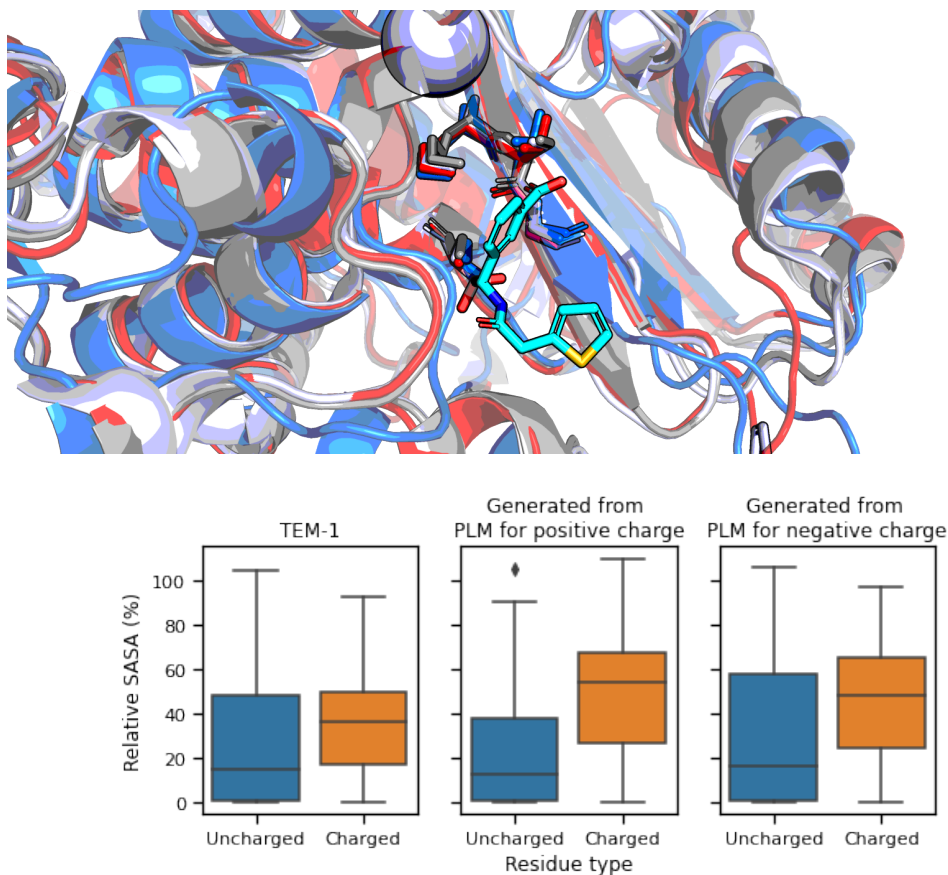 TEM-1
Generated from
PLM for positive charge
Generated from
PLM for negative charge
Relative SASA (%)
100
80
60
40
20
0
Uncharged
Charged
Uncharged
Charged
Uncharged
Charged
Residue type